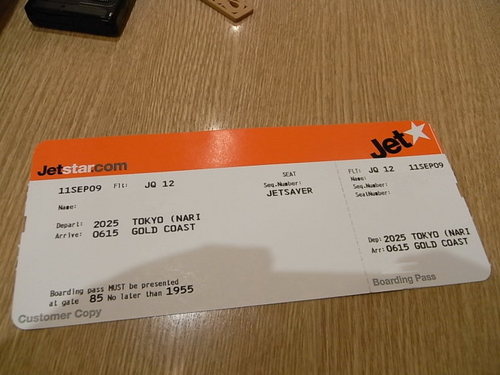 Jetstar.com
Jet
11SEP09 Flt: JQ 12
SEAT
Seq.Number:
JETSAVER
Name:
Depart: 2025 TOKYO (NARI
Arrive: 0615 GOLD COAST
Boarding pass MUST be presented
at gate 85 No later than 1955
Customer Copy
FLT: JQ 12 11SEP09
Name:
Seq.Number:
SeatNumber:
Dep: 2025 TOKYO (NARI
Arr: 0615 GOLD COAST
Boarding Pass